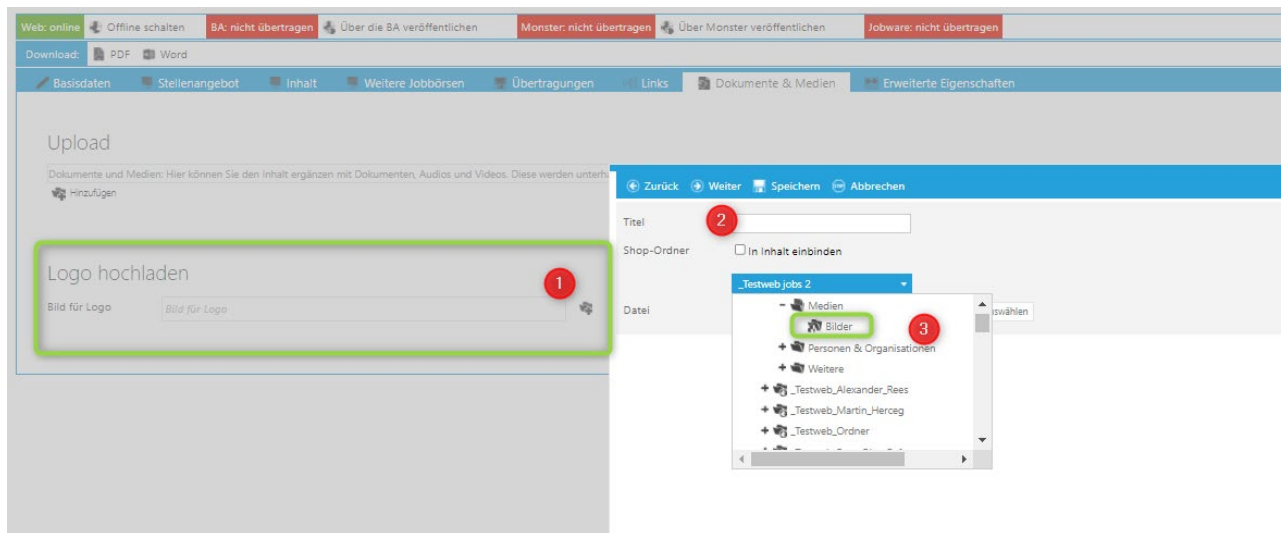 Web: online Offline schalten BA: nicht übertragen Über die BA veröffentlichen Monster: nicht übertragen Über Monster veröffentlichen Jobware: nicht übertragen
Download: PDF Word
Basisdaten Stellenangebot Inhalt Weitere Jobbörsen Übertragungen Links Dokumente & Medien Erweiterte Eigenschaften
Upload
Dokumente und Medien: Hier können Sie den Inhalt ergänzen mit Dokumenten, Audios und Videos. Diese werden
Hinzufügen
Logo hochladen
1
Bild für Logo Bild für Logo
Zurück Weiter Speichern Abbrechen
Titel 2
Shop-Ordner In Inhalt einbinden
_Testweb jobs 2
Datei
Medien
Bilder 3
Personen & Organisationen
Weitere
_Testweb_Alexander_Rees
_Testweb_Martin_Herceg
_Testweb_Ordner